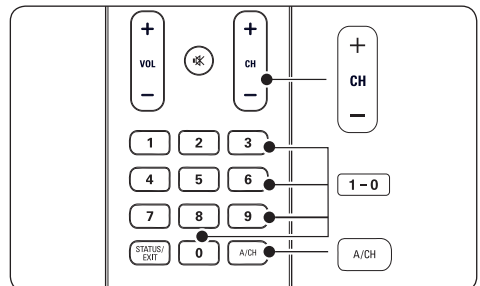 + + +
VOL CH CH
− − −
1 2 3
4 5 6 1 – 0
7 8 9
STATUS/
EXIT 0 A/CH A/CH